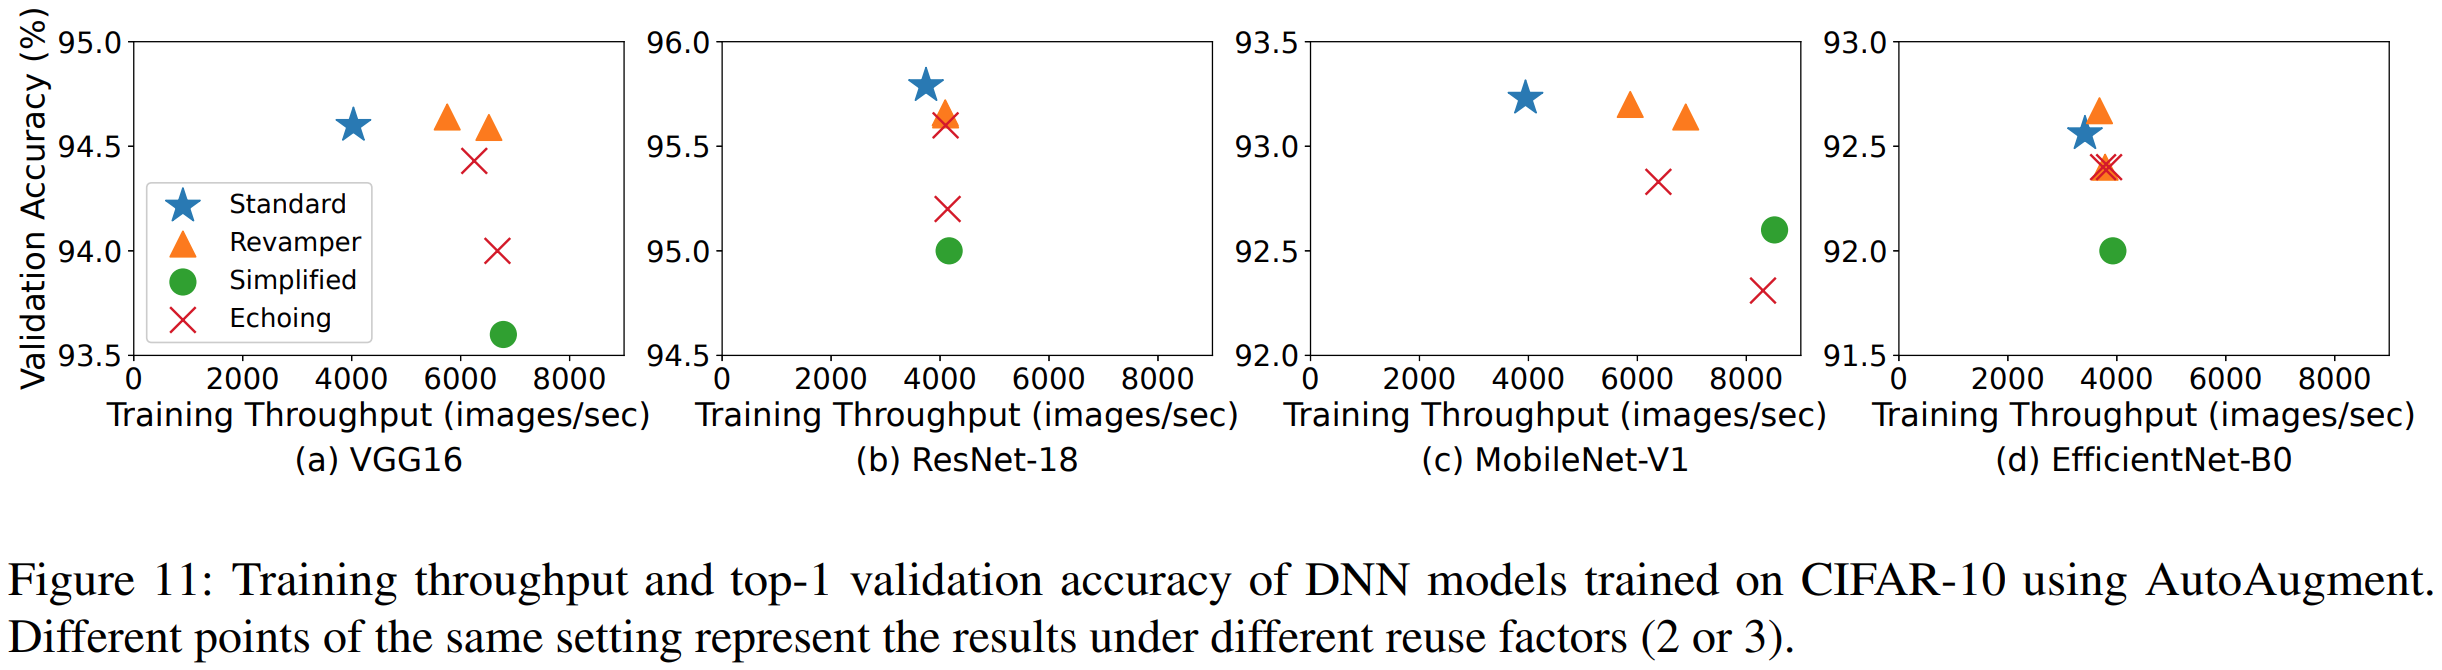 Validation Accuracy (%)
95.0
94.5
94.0
93.5
Standard
Revamper
Simplified
Echoing
0 2000 4000 6000 8000
Training Throughput (images/sec)
(a) VGG16
96.0
95.5
95.0
94.5
0 2000 4000 6000 8000
Training Throughput (images/sec)
(b) ResNet-18
93.5
93.0
92.5
92.0
0 2000 4000 6000 8000
Training Throughput (images/sec)
(c) MobileNet-V1
93.0
92.5
92.0
91.5
0 2000 4000 6000 8000
Training Throughput (images/sec)
(d) EfficientNet-B0
Figure 11: Training throughput and top-1 validation accuracy of DNN models trained on CIFAR-10 using AutoAugment.
Different points of the same setting represent the results under different reuse factors (2 or 3).